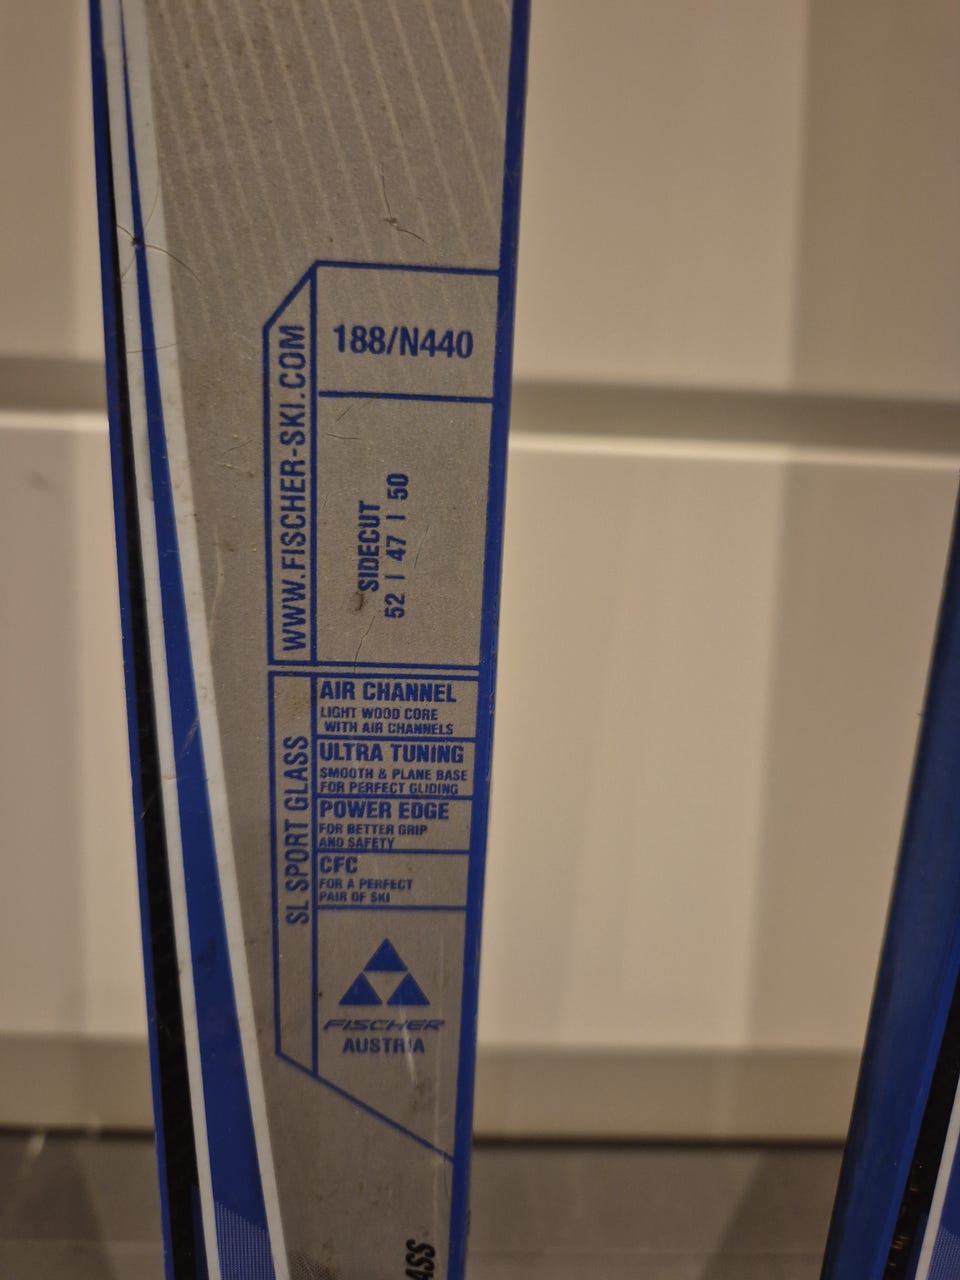 188/N440
WWW.FISCHER-SKI.COM
SIDECUT
52 | 47 | 50
SL SPORT GLASS
AIR CHANNEL
LIGHT WOOD CORE
WITH AIR CHANNELS
ULTRA TUNING
SMOOTH & PLANE BASE
FOR PERFECT GLIDING
POWER EDGE
FOR BETTER GRIP
AND SAFETY
CFC
FOR A PERFECT
PAIR OF SKI
FISCHER
AUSTRIA